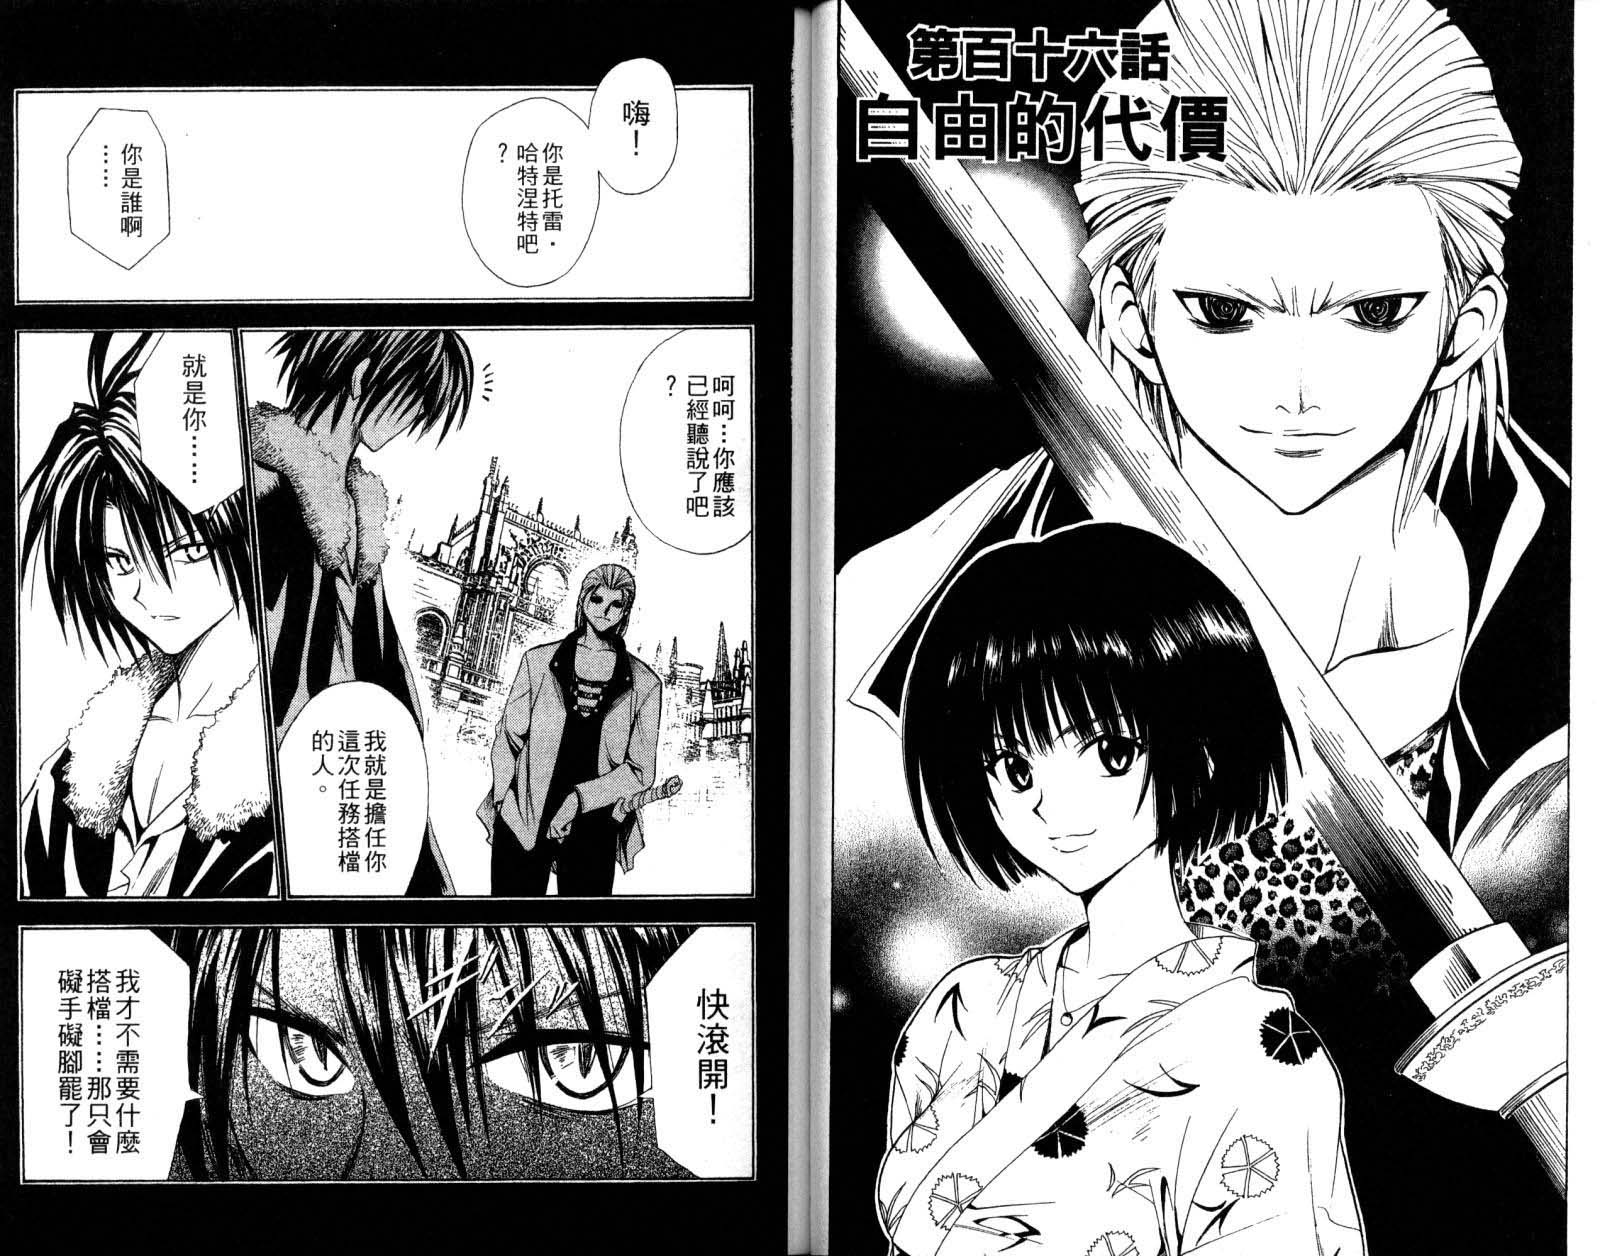 第百十六話
自由的代價
嗨！
你是托雷・
哈特涅特吧
？
你是誰啊
……
呵呵…你應該
已經聽說了吧
？
我就是擔任你
這次任務搭檔
的人。
就是你……
快滾開！
我才不需要什麼
搭檔……那只會
礙手礙腳罷了！